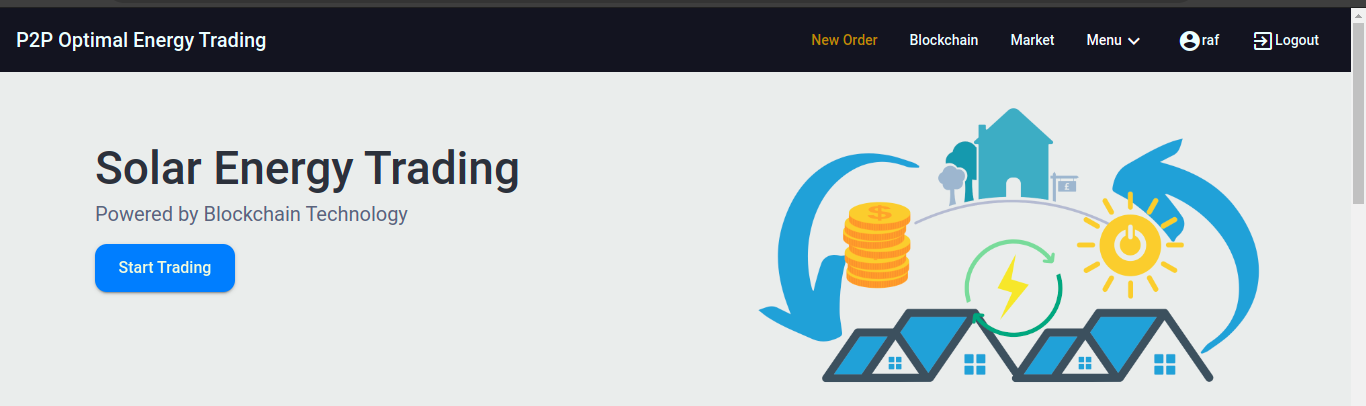 P2P Optimal Energy Trading New Order Blockchain Market Menu raf Logout
Solar Energy Trading
Powered by Blockchain Technology
Start Trading
$
£